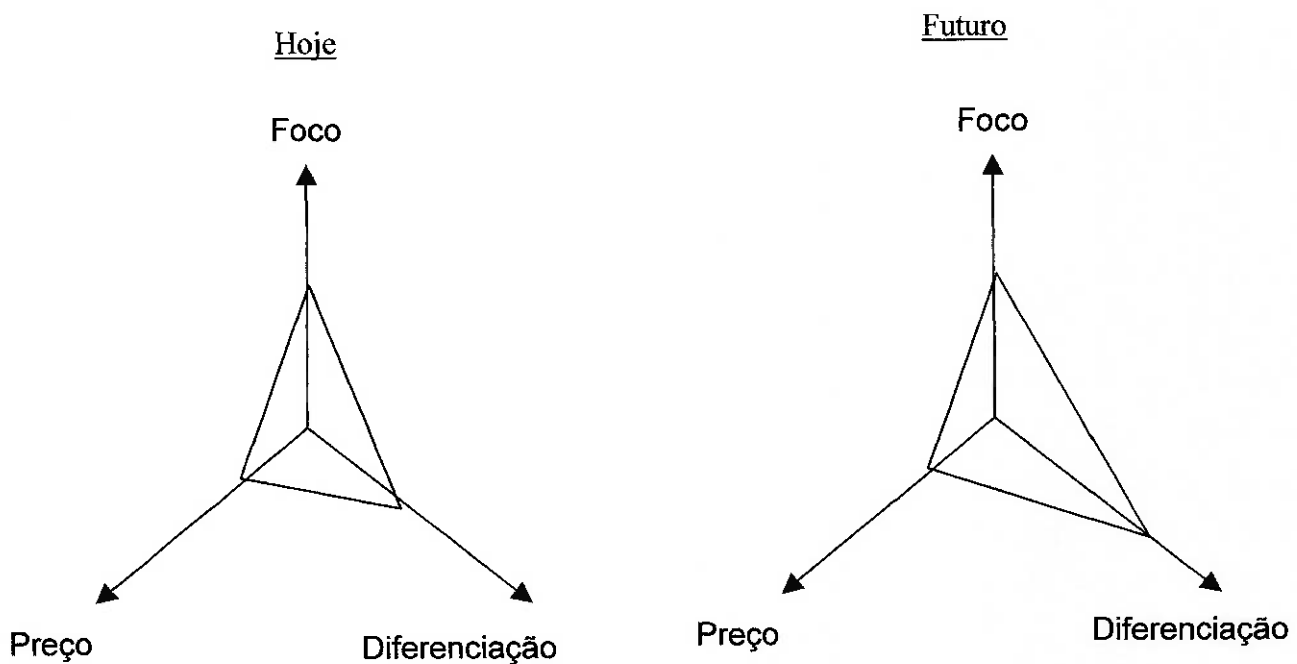 Hoje
Foco
Preço
Diferenciação
Futuro
Foco
Preço
Diferenciação